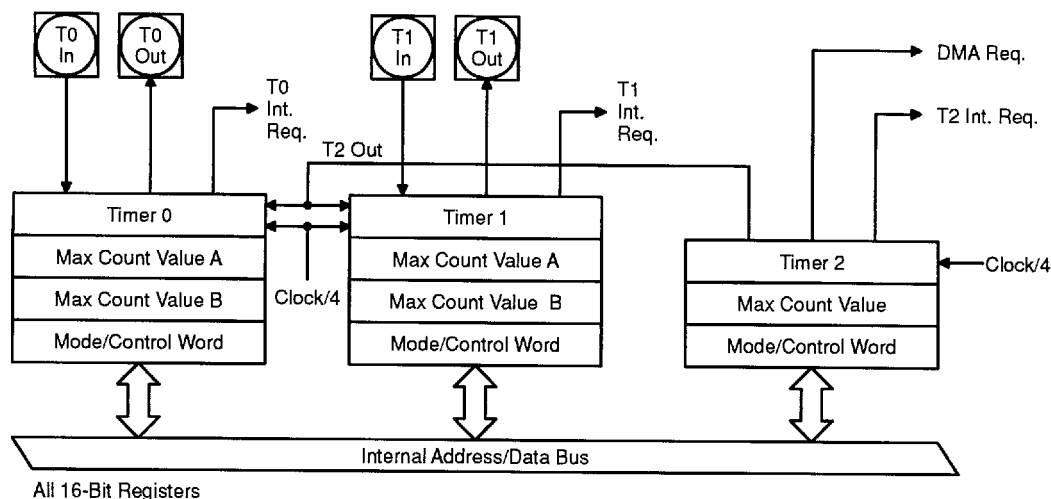 T0
In
T0
Out
T1
In
T1
Out
DMA Req.
T0
Int.
Req.
T1
Int.
Req.
T2 Int. Req.
T2 Out
Timer 0
Max Count Value A
Max Count Value B
Mode/Control Word
Clock/4
Timer 1
Max Count Value A
Max Count Value B
Mode/Control Word
Timer 2
Max Count Value
Mode/Control Word
Clock/4
Internal Address/Data Bus
All 16-Bit Registers